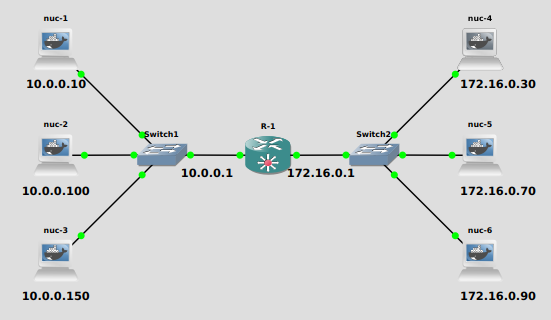 nuc-1
10.0.0.10
nuc-2
10.0.0.100
nuc-3
10.0.0.150
Switch1
10.0.0.1
R-1
172.16.0.1
Switch2
nuc-4
172.16.0.30
nuc-5
172.16.0.70
nuc-6
172.16.0.90